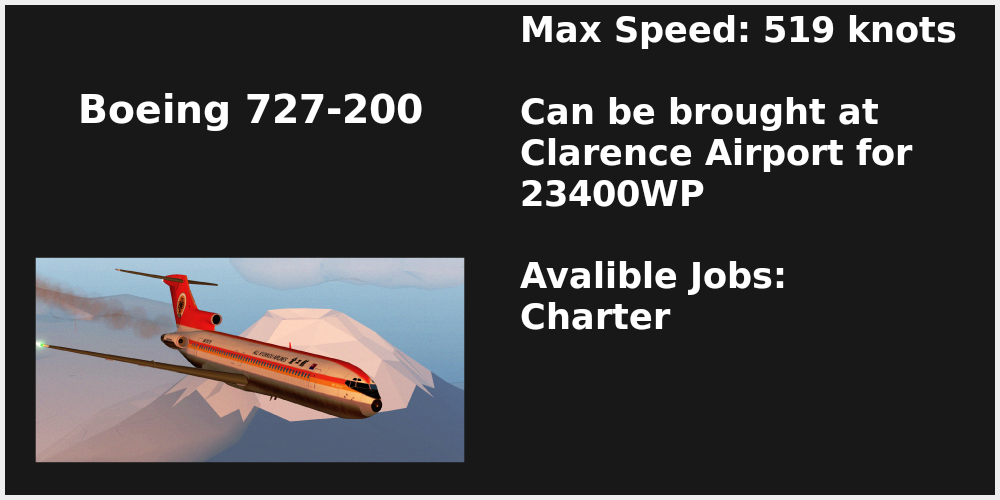 Boeing 727-200
Max Speed: 519 knots
Can be brought at
Clarence Airport for
23400WP
Avalible Jobs:
Charter